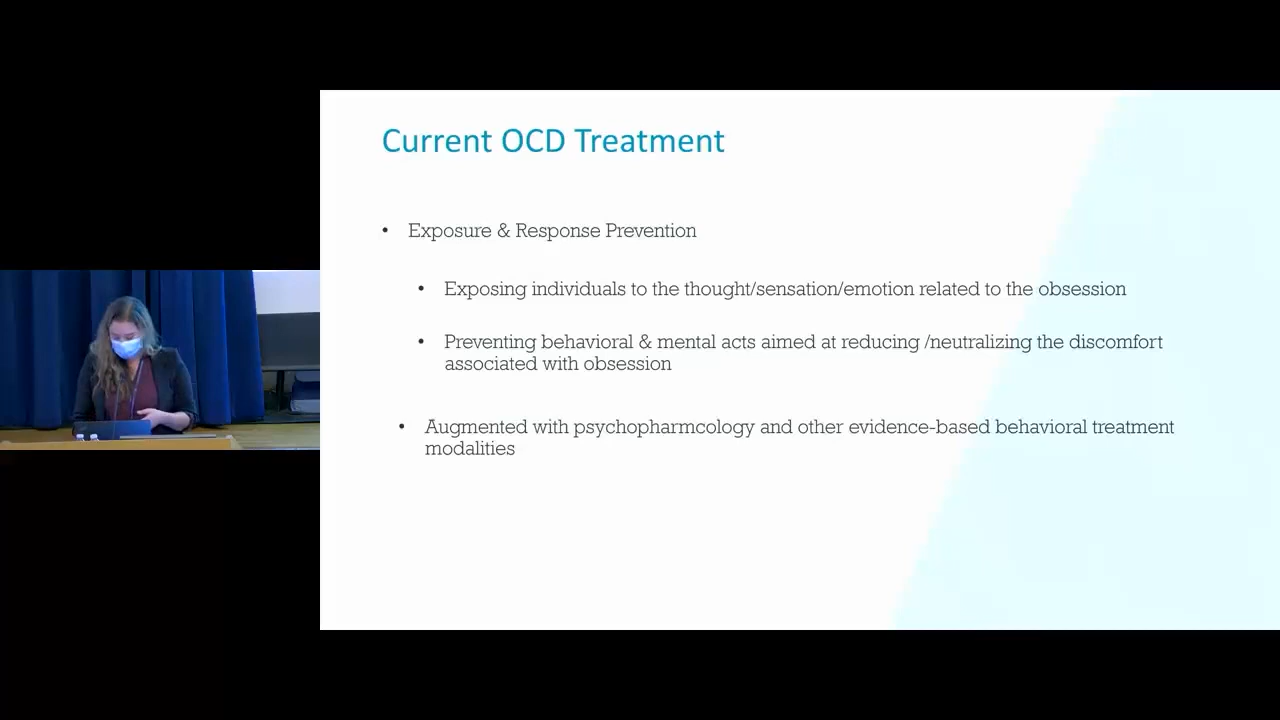 Current OCD Treatment
• Exposure & Response Prevention
• Exposing individuals to the thought/sensation/emotion related to the obsession
• Preventing behavioral & mental acts aimed at reducing /neutralizing the discomfort
associated with obsession
• Augmented with psychopharmcology and other evidence-based behavioral treatment
modalities